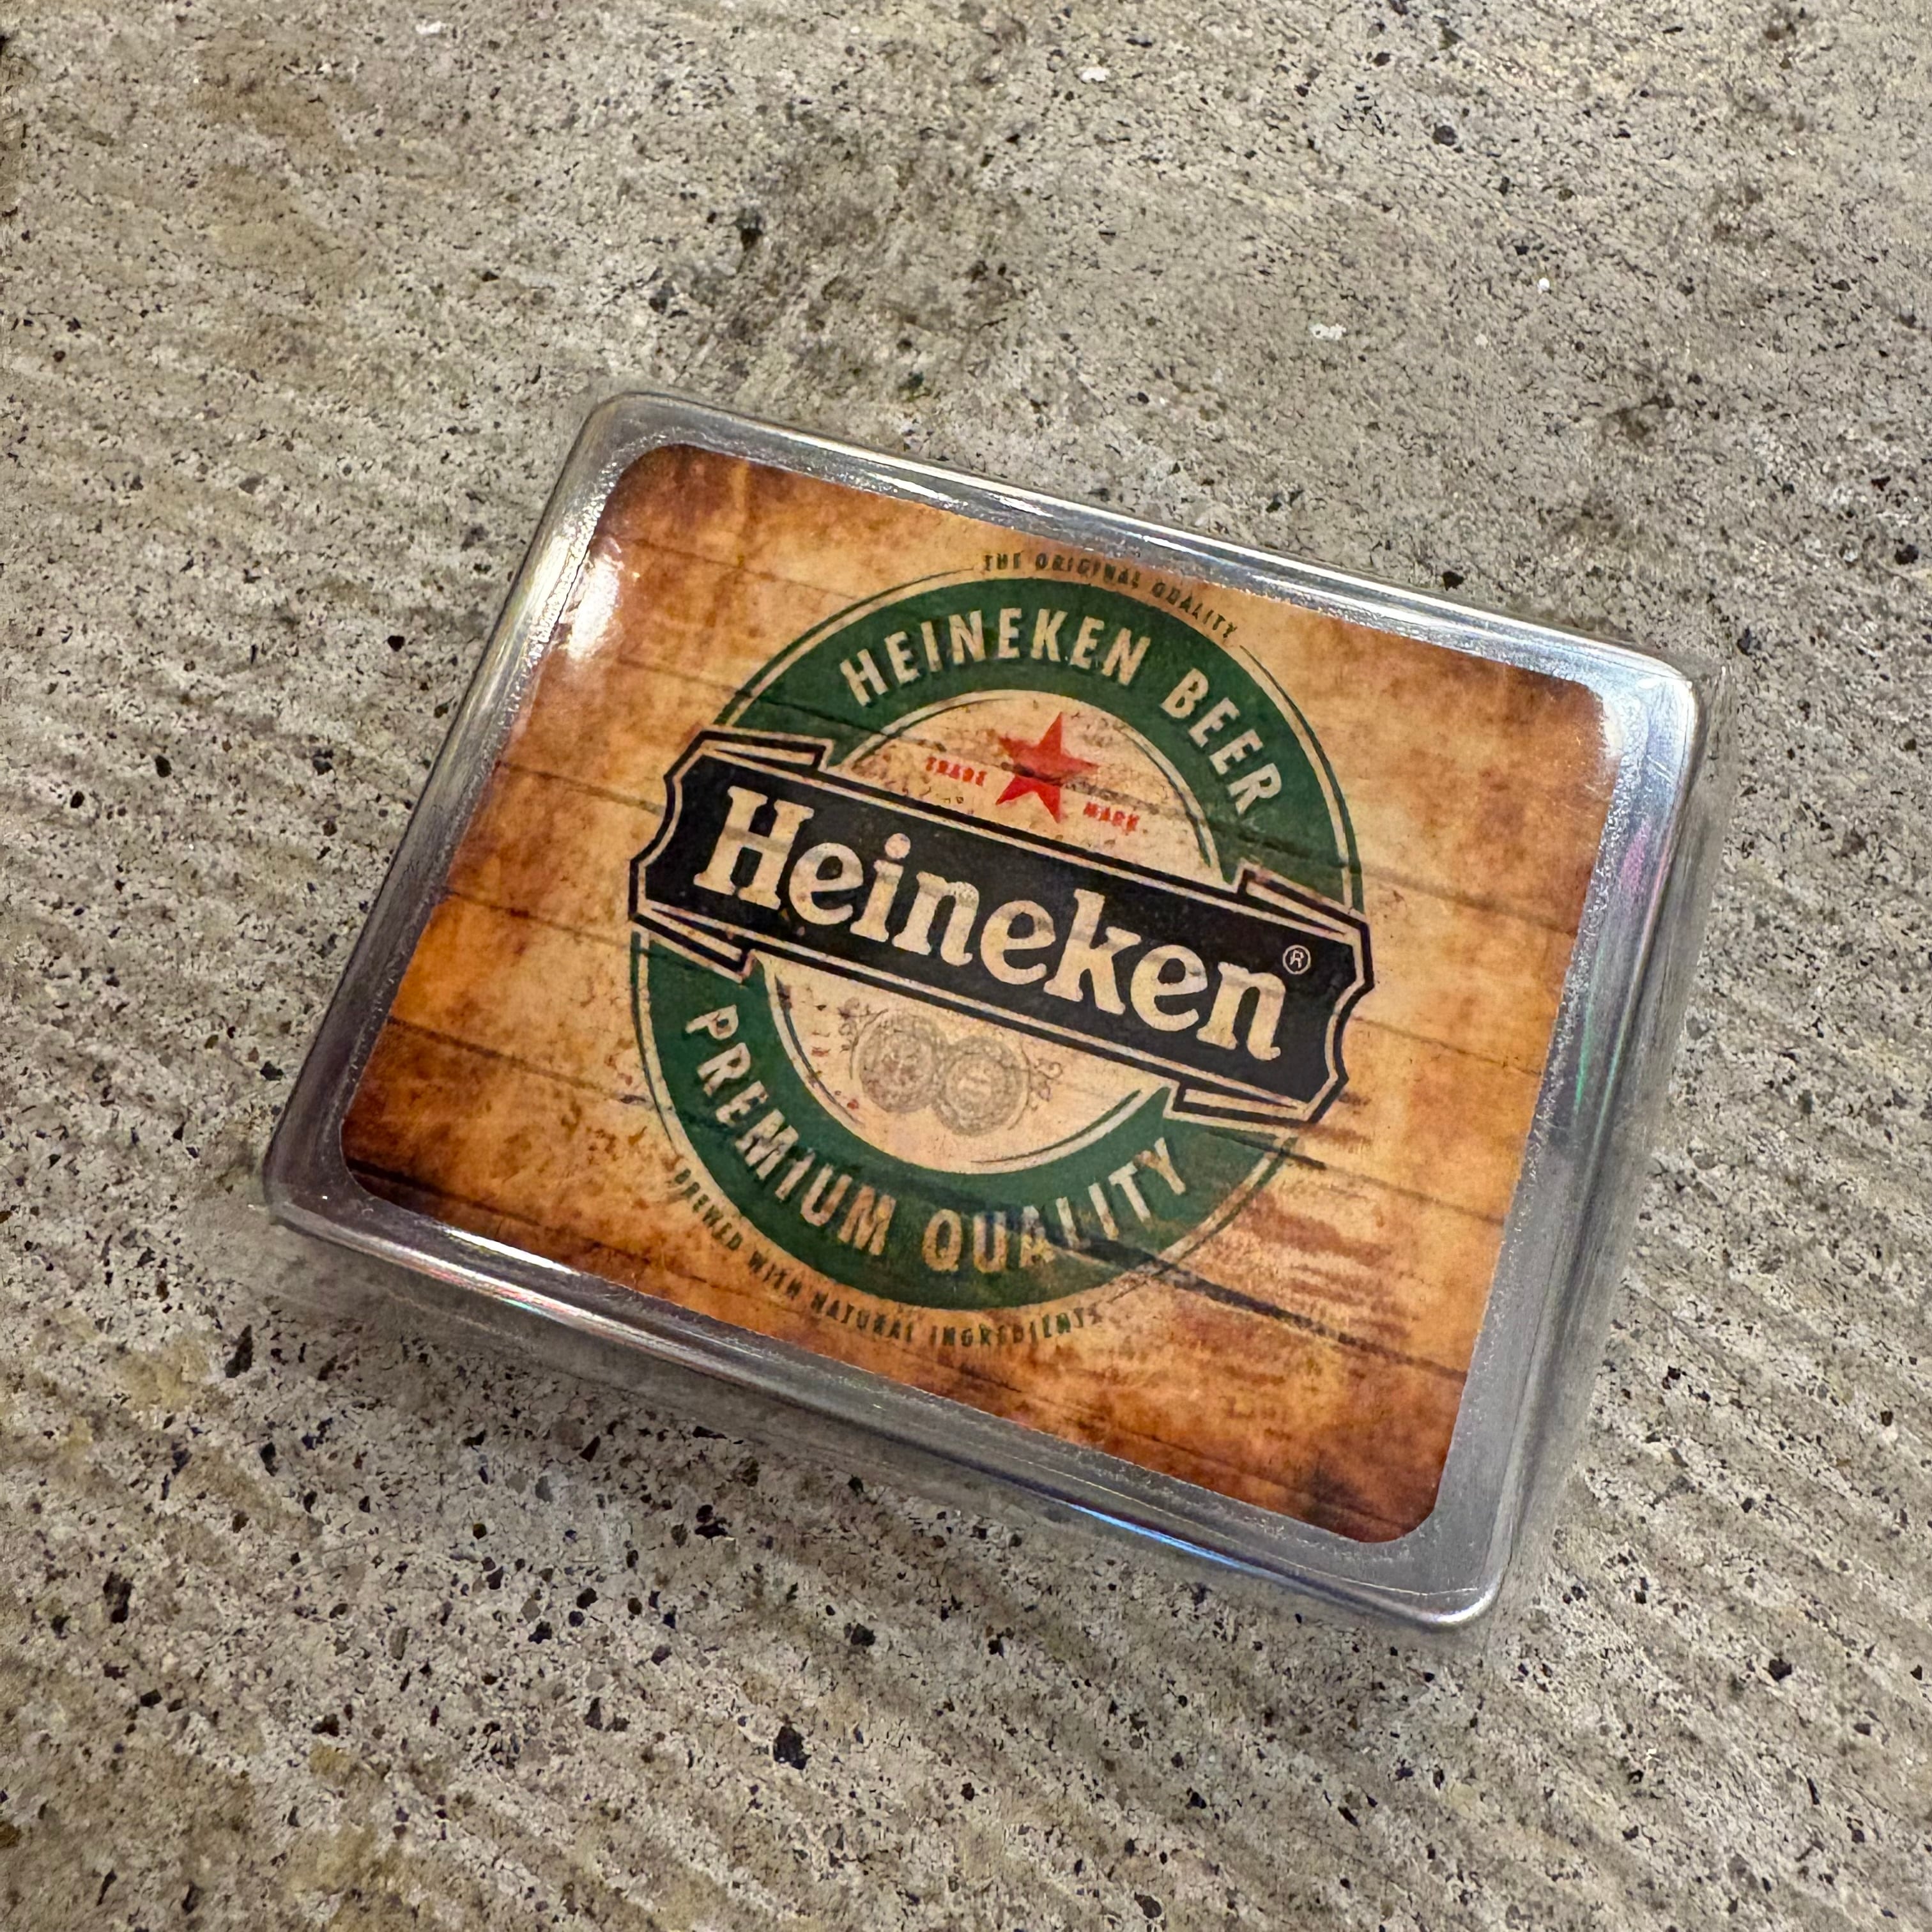 THE ORIGINAL QUALITY
HEINEKEN BEER
TRADE MARK
Heineken®
PREMIUM QUALITY
BREWED WITH NATURAL INGREDIENTS